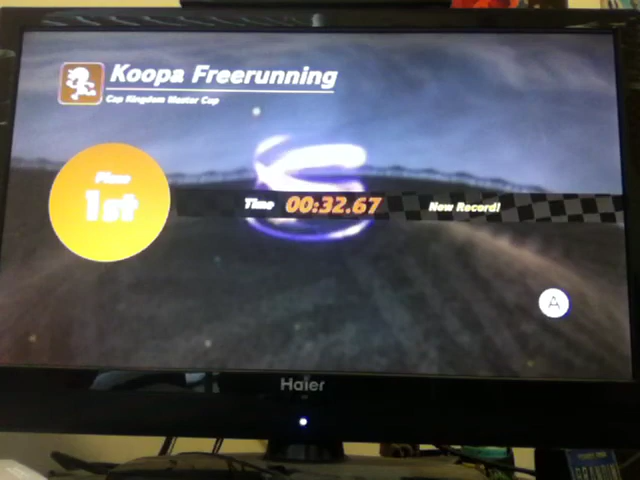 Koopa Freerunning
Cap Kingdom Master Cup
Place
1st
Time 00:32.67 New Record!
A
Haier